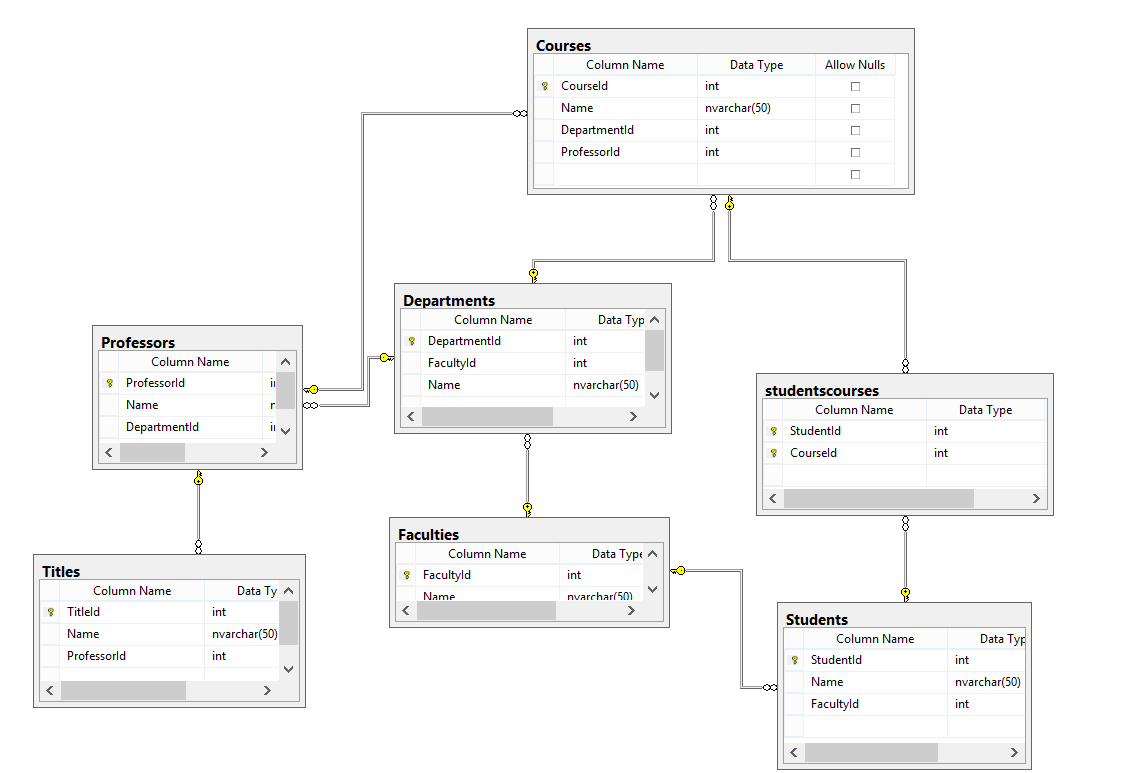 Courses
Column Name Data Type Allow Nulls
CourseId int
Name nvarchar(50)
DepartmentId int
ProfessorId int
Departments
Column Name Data Typ
DepartmentId int
FacultyId int
Name nvarchar(50)
Professors
Column Name
ProfessorId
Name
DepartmentId
studentscourses
Column Name Data Type
StudentId int
CourseId int
Faculties
Column Name Data Type
FacultyId int
Name nvarchar(50)
Titles
Column Name Data Ty
TitleId int
Name nvarchar(50)
ProfessorId int
Students
Column Name Data Typ
StudentId int
Name nvarchar(50)
FacultyId int